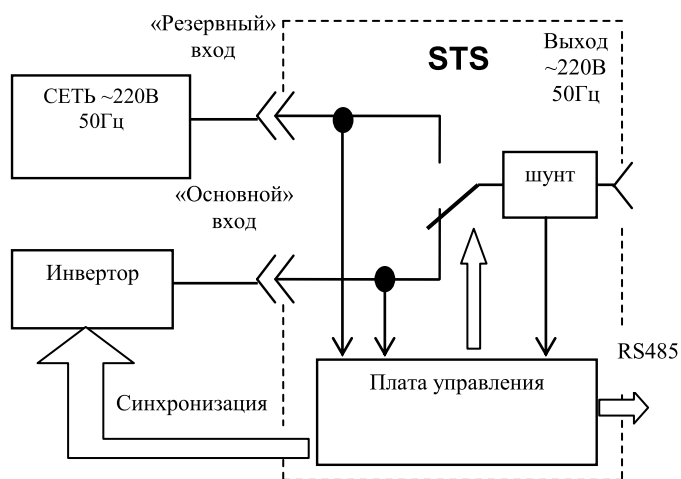 «Резервный»
вход
STS
Выход
~220В
50Гц
СЕТЬ ~220В
50Гц
«Основной»
вход
шунт
Инвертор
RS485
Плата управления
Синхронизация